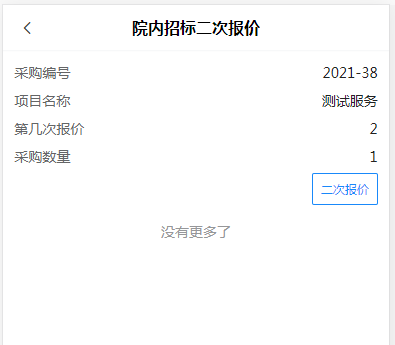 院内招标二次报价
采购编号 2021-38
项目名称 测试服务
第几次报价 2
采购数量 1
二次报价
没有更多了